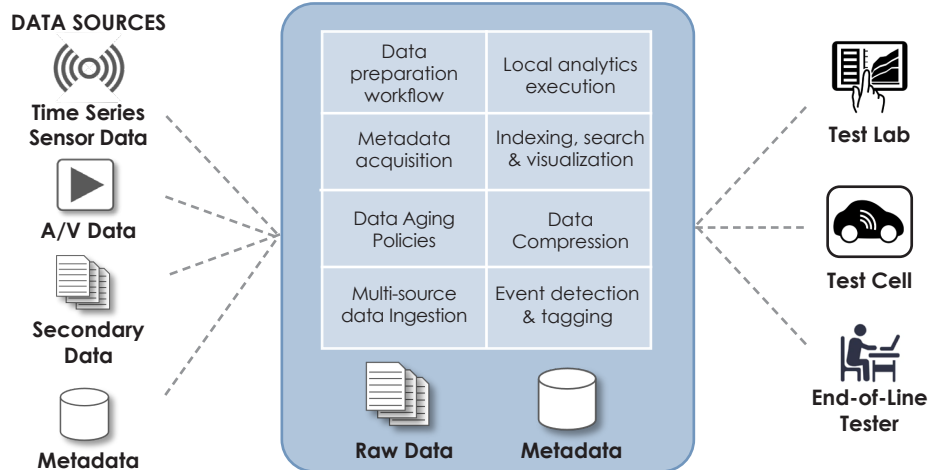 DATA SOURCES
Time Series
Sensor Data
A/V Data
Secondary
Data
Metadata
Data
preparation
workflow
Local analytics
execution
Metadata
acquisition
Indexing, search
& visualization
Data Aging
Policies
Data
Compression
Multi-source
data Ingestion
Event detection
& tagging
Raw Data
Metadata
Test Lab
Test Cell
End-of-Line
Tester